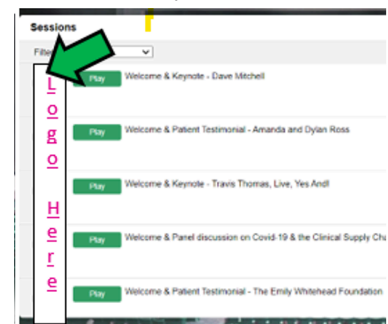 Sessions
Play Welcome & Keynote - Dave Mitchell
Play Welcome & Patient Testimonial - Amanda and Dylan Ross
Play Welcome & Keynote - Travis Thomas, Live, Yes And!
Play Welcome & Panel discussion on Covid-19 & the Clinical Supply Cha
Play Welcome & Patient Testimonial - The Emily Whitehead Foundation
Logo Here